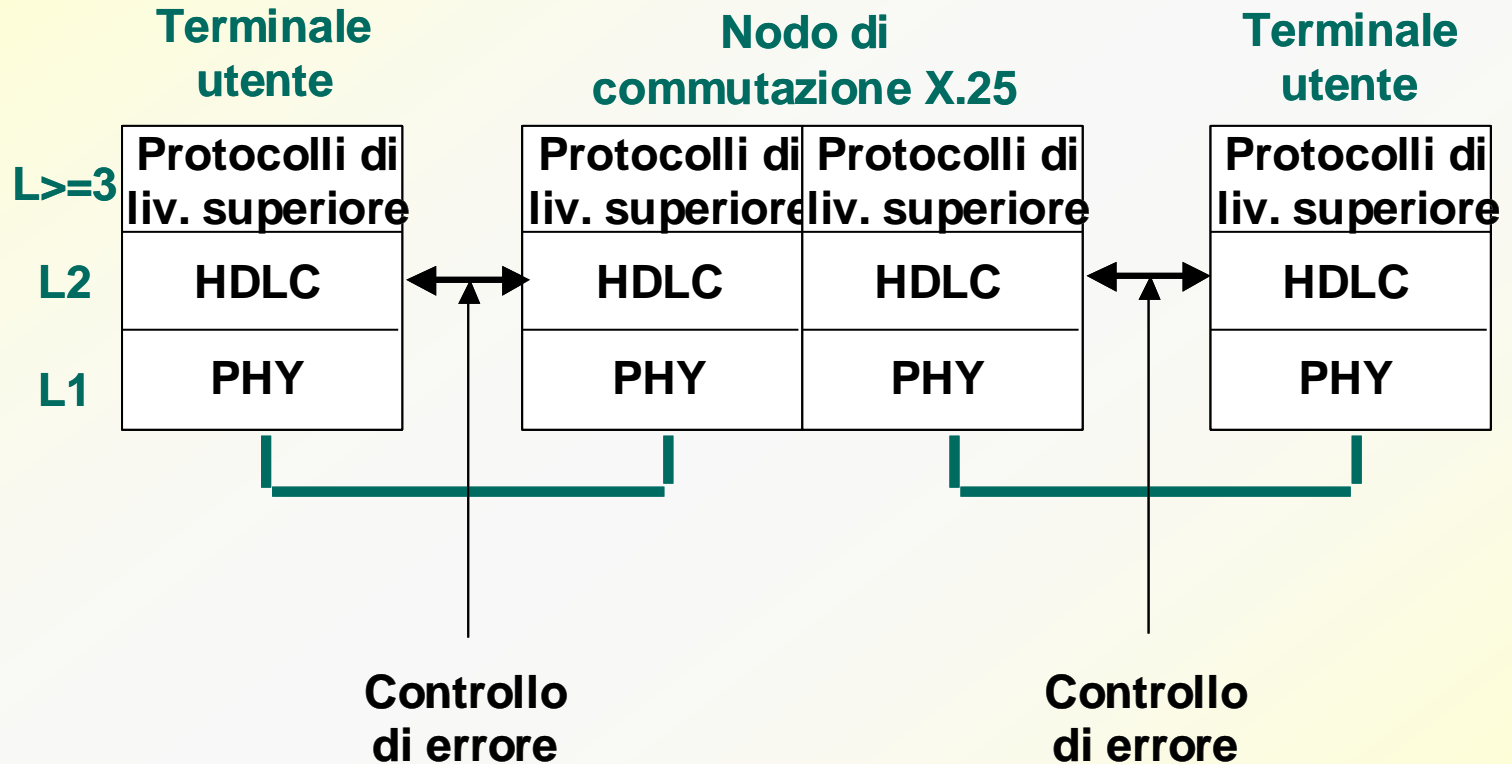 Terminale
utente
Nodo di
commutazione X.25
Terminale
utente
L>=3
Protocolli di
liv. superiore
Protocolli di
liv. superiore
Protocolli di
liv. superiore
Protocolli di
liv. superiore
L2
HDLC
HDLC
HDLC
HDLC
L1
PHY
PHY
PHY
PHY
Controllo
di errore
Controllo
di errore